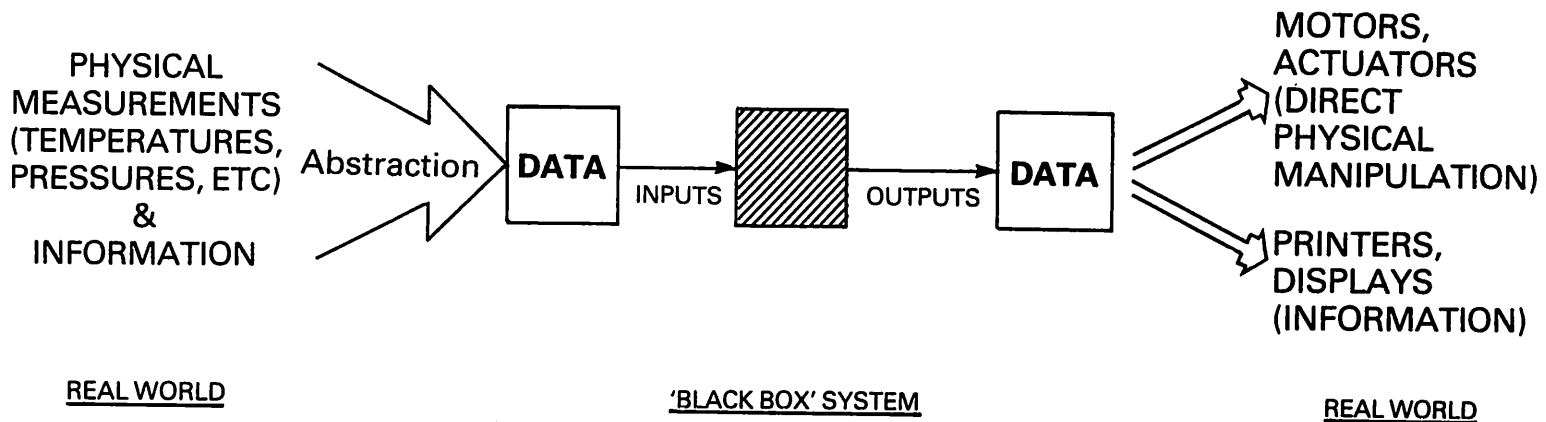 PHYSICAL
MEASUREMENTS
(TEMPERATURES,
PRESSURES, ETC)
&
INFORMATION
Abstraction
DATA
INPUTS
OUTPUTS
DATA
MOTORS,
ACTUATORS
(DIRECT
PHYSICAL
MANIPULATION)
PRINTERS,
DISPLAYS
(INFORMATION)
REAL WORLD
'BLACK BOX' SYSTEM
REAL WORLD